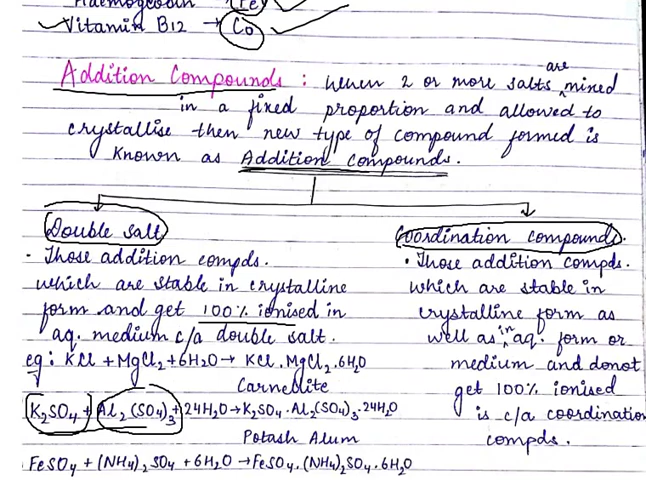 Haemoglobin (Fe)
Vitamin B12 → Co
Addition Compounds : When 2 or more salts are mixed
in a fixed proportion and allowed to
crystallise then new type of compound formed is
Known as Addition Compounds.
Double salt
· Those addition compds.
which are stable in crystalline
form and get 100% ionised in
aq. medium c/a double salt.
eg : KCl + MgCl₂ + 6H₂O → KCl. MgCl₂. 6H₂O
Carnellite
K₂SO₄ + Al₂(SO₄)₃ + 24H₂O → K₂SO₄ · Al₂(SO₄)₃ · 24H₂O
Potash Alum
FeSO₄ + (NH₄)₂SO₄ + 6H₂O → FeSO₄. (NH₄)₂SO₄ · 6H₂O
Coordination compounds.
· Those addition compds.
which are stable in
crystalline form as
well as in aq. form or
medium and donot
get 100% ionised
is c/a coordination
compds.